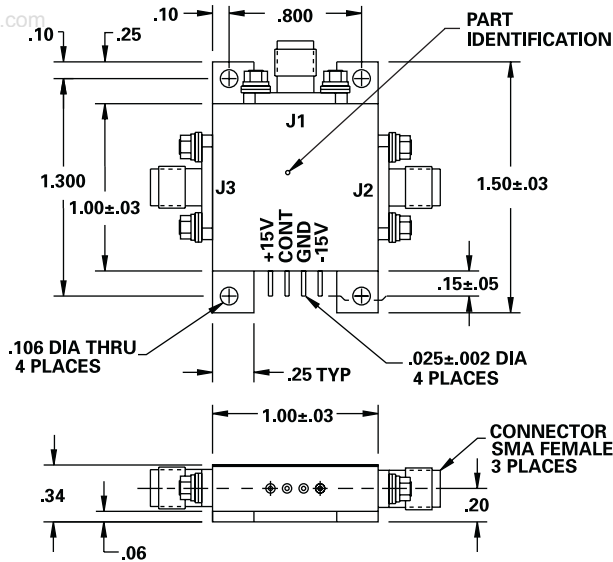 .com
.10
.800
PART
IDENTIFICATION
.10
.25
J1
1.300
1.00±.03
J3
J2
1.50±.03
+15V
CONT
GND
-15V
.15±.05
.106 DIA THRU
4 PLACES
.25 TYP
.025±.002 DIA
4 PLACES
1.00±.03
CONNECTOR
SMA FEMALE
3 PLACES
.34
.20
.06